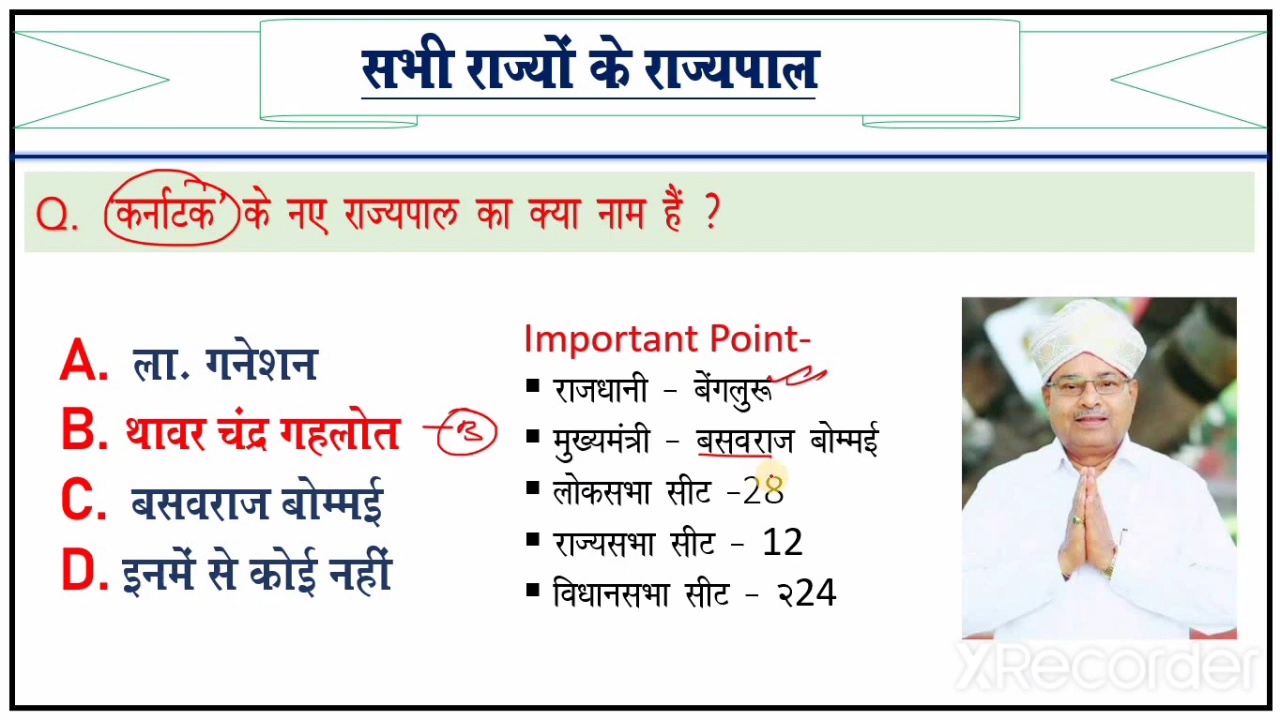 सभी राज्यों के राज्यपाल
Q. 'कर्नाटक' के नए राज्यपाल का क्या नाम हैं ?
A. ला. गनेशन
B. थावर चंद्र गहलोत - B
C. बसवराज बोम्मई
D. इनमें से कोई नहीं
Important Point-
▪ राजधानी - बेंगलुरू
▪ मुख्यमंत्री - बसवराज बोम्मई
▪ लोकसभा सीट -28
▪ राज्यसभा सीट - 12
▪ विधानसभा सीट - २24
XRecorder